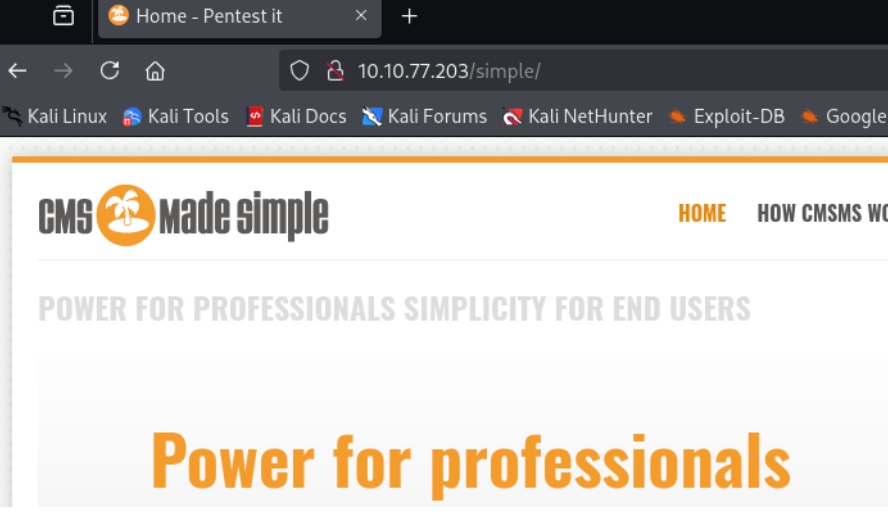 Home - Pentest it
10.10.77.203/simple/
Kali Linux Kali Tools Kali Docs Kali Forums Kali NetHunter Exploit-DB Google
CMS Made Simple
HOME HOW CMSMS WO
POWER FOR PROFESSIONALS SIMPLICITY FOR END USERS
Power for professionals